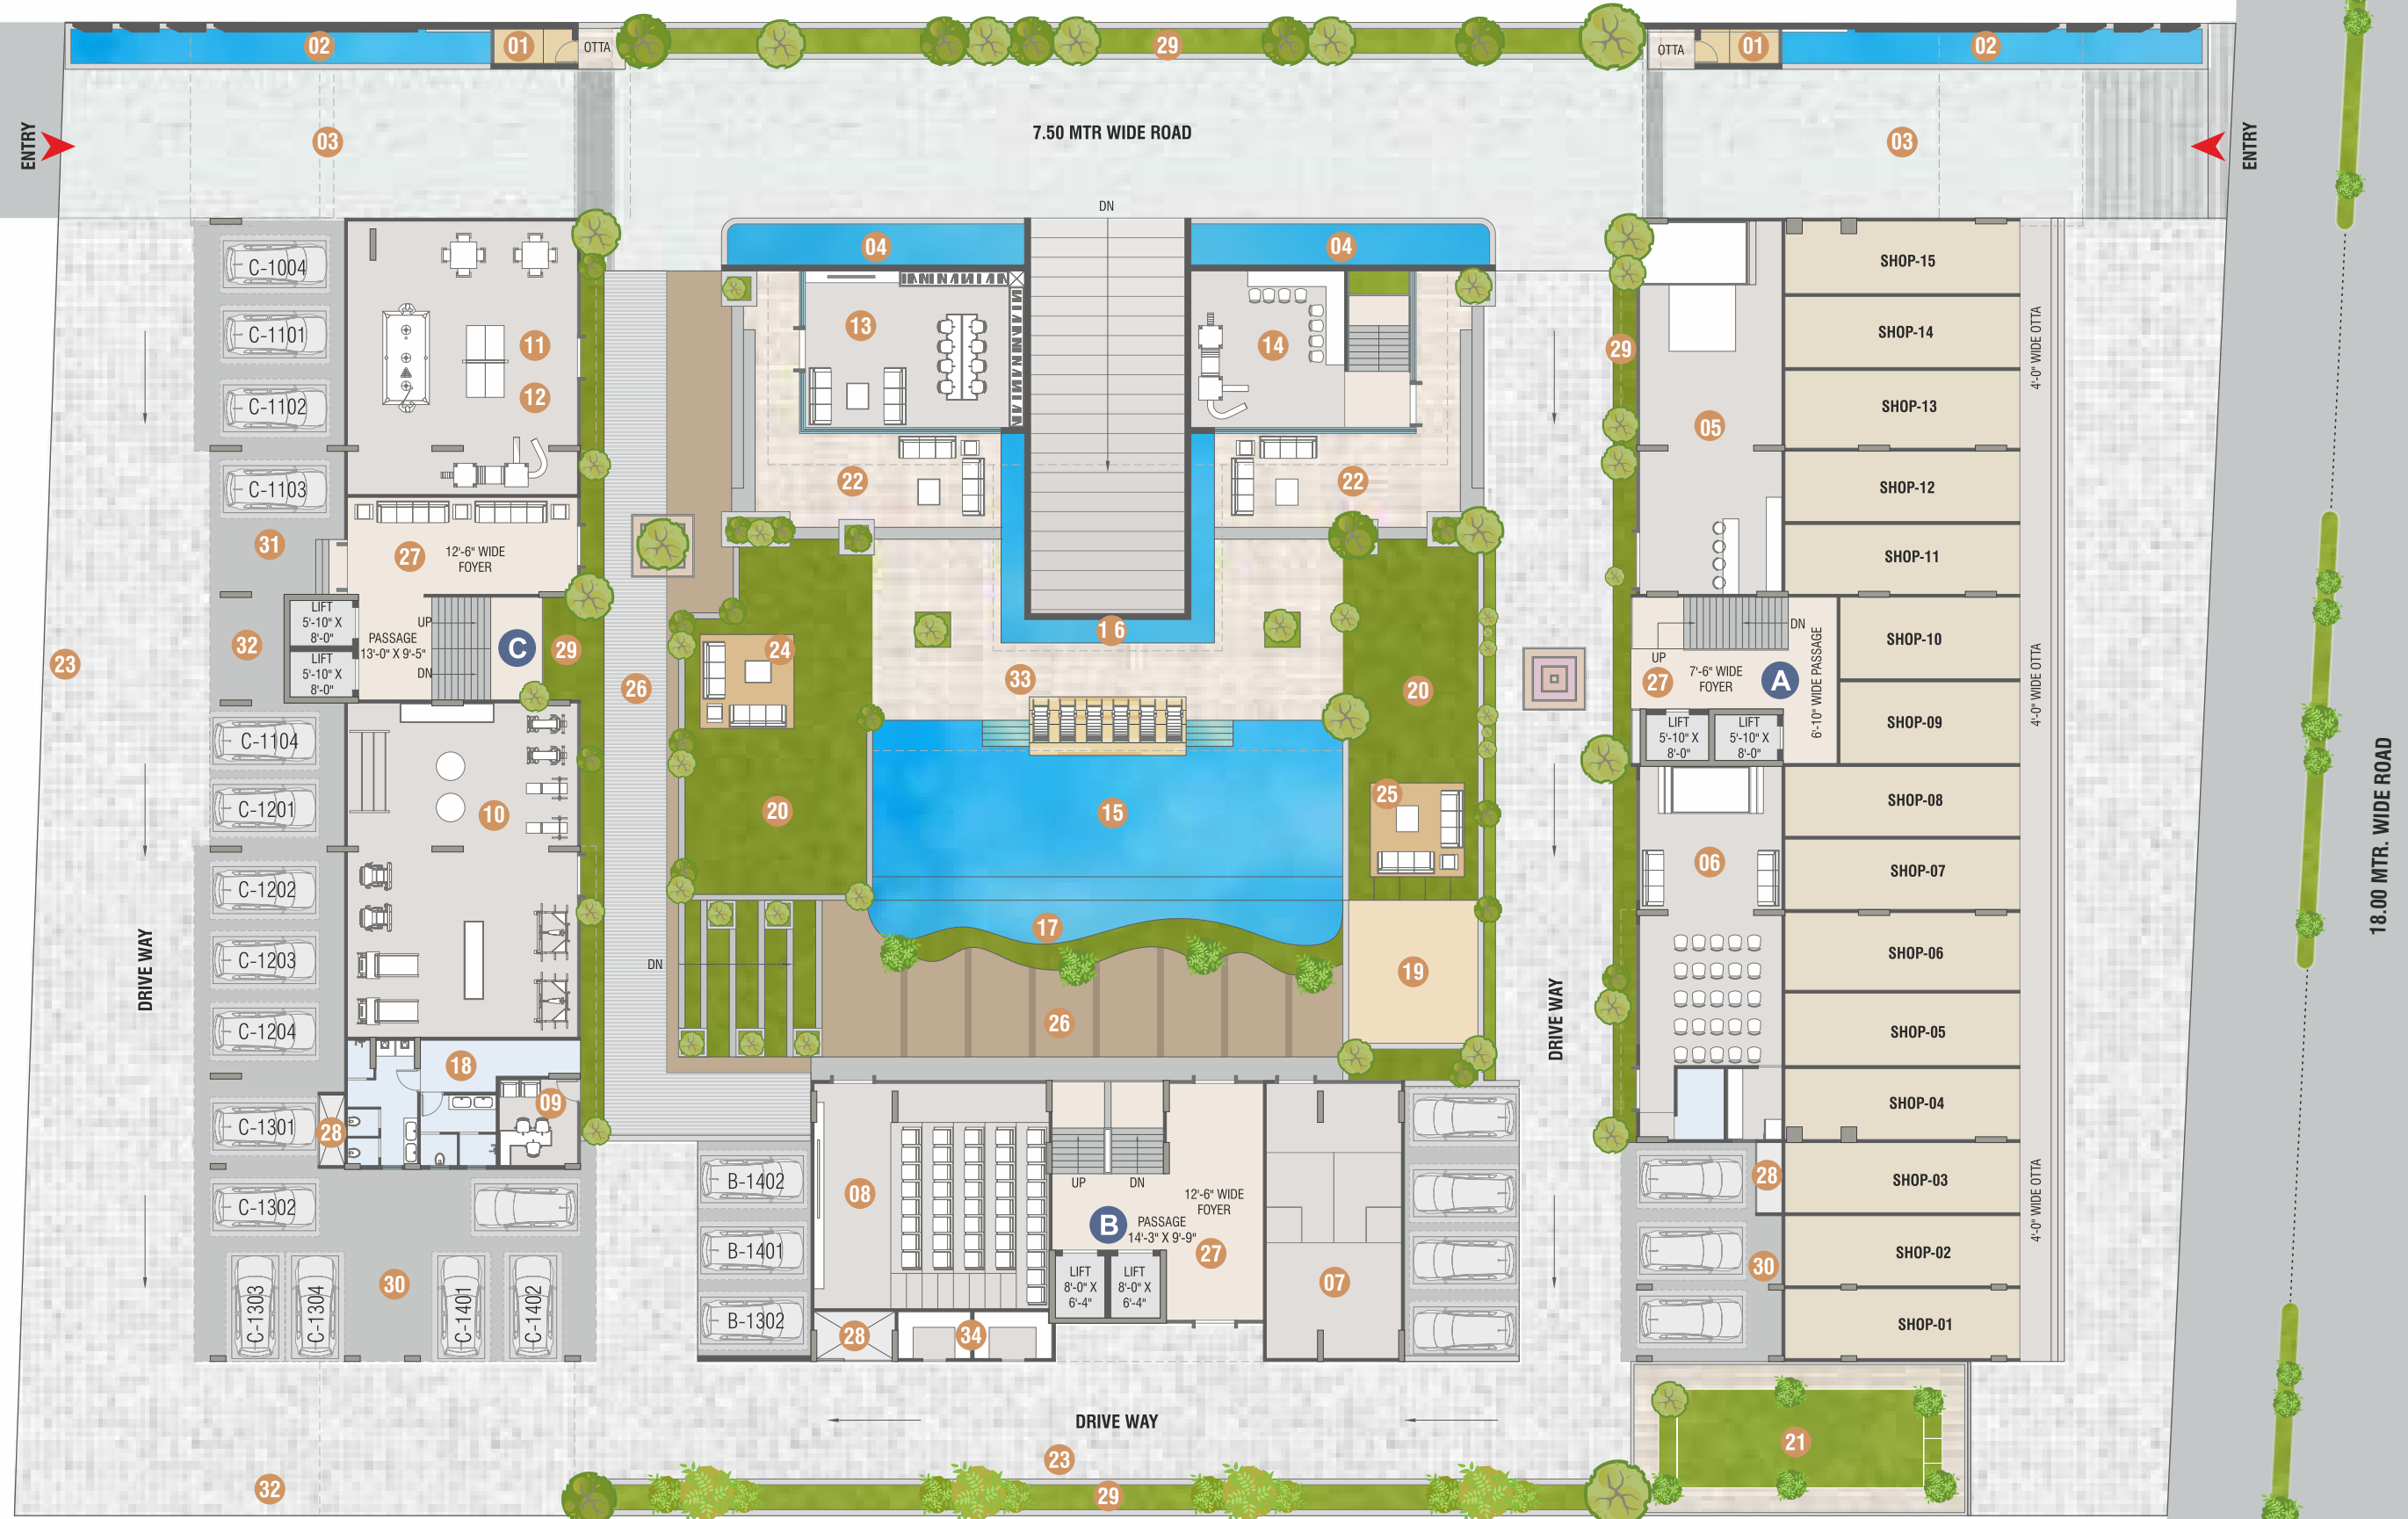 02
01
OTTA
29
OTTA
01
02
ENTRY
03
7.50 MTR WIDE ROAD
03
ENTRY
DN
04
04
C-1004
C-1101
C-1102
C-1103
11
12
13
14
29
05
SHOP-15
SHOP-14
SHOP-13
SHOP-12
SHOP-11
SHOP-10
SHOP-09
SHOP-08
SHOP-07
SHOP-06
SHOP-05
SHOP-04
SHOP-03
SHOP-02
SHOP-01
4'-0" WIDE OTTA
4'-0" WIDE OTTA
4'-0" WIDE OTTA
18.00 MTR. WIDE ROAD
22
22
31
27
12'-6" WIDE
FOYER
LIFT
5'-10" X
8'-0"
LIFT
5'-10" X
8'-0"
PASSAGE
13'-0" X 9'-5"
UP
DN
C
29
32
23
26
24
16
33
20
20
25
15
17
19
26
DN
DN
UP
27
7'-6" WIDE
FOYER
A
6'-10" WIDE PASSAGE
LIFT
5'-10" X
8'-0"
LIFT
5'-10" X
8'-0"
06
C-1104
C-1201
C-1202
C-1203
C-1204
C-1301
C-1302
C-1303
C-1304
C-1401
C-1402
10
DRIVE WAY
DRIVE WAY
18
09
28
30
B-1402
B-1401
B-1302
08
UP
DN
B
PASSAGE
14'-3" X 9'-9"
12'-6" WIDE
FOYER
27
LIFT
8'-0" X
6'-4"
LIFT
8'-0" X
6'-4"
07
28
34
28
30
DRIVE WAY
23
29
32
21